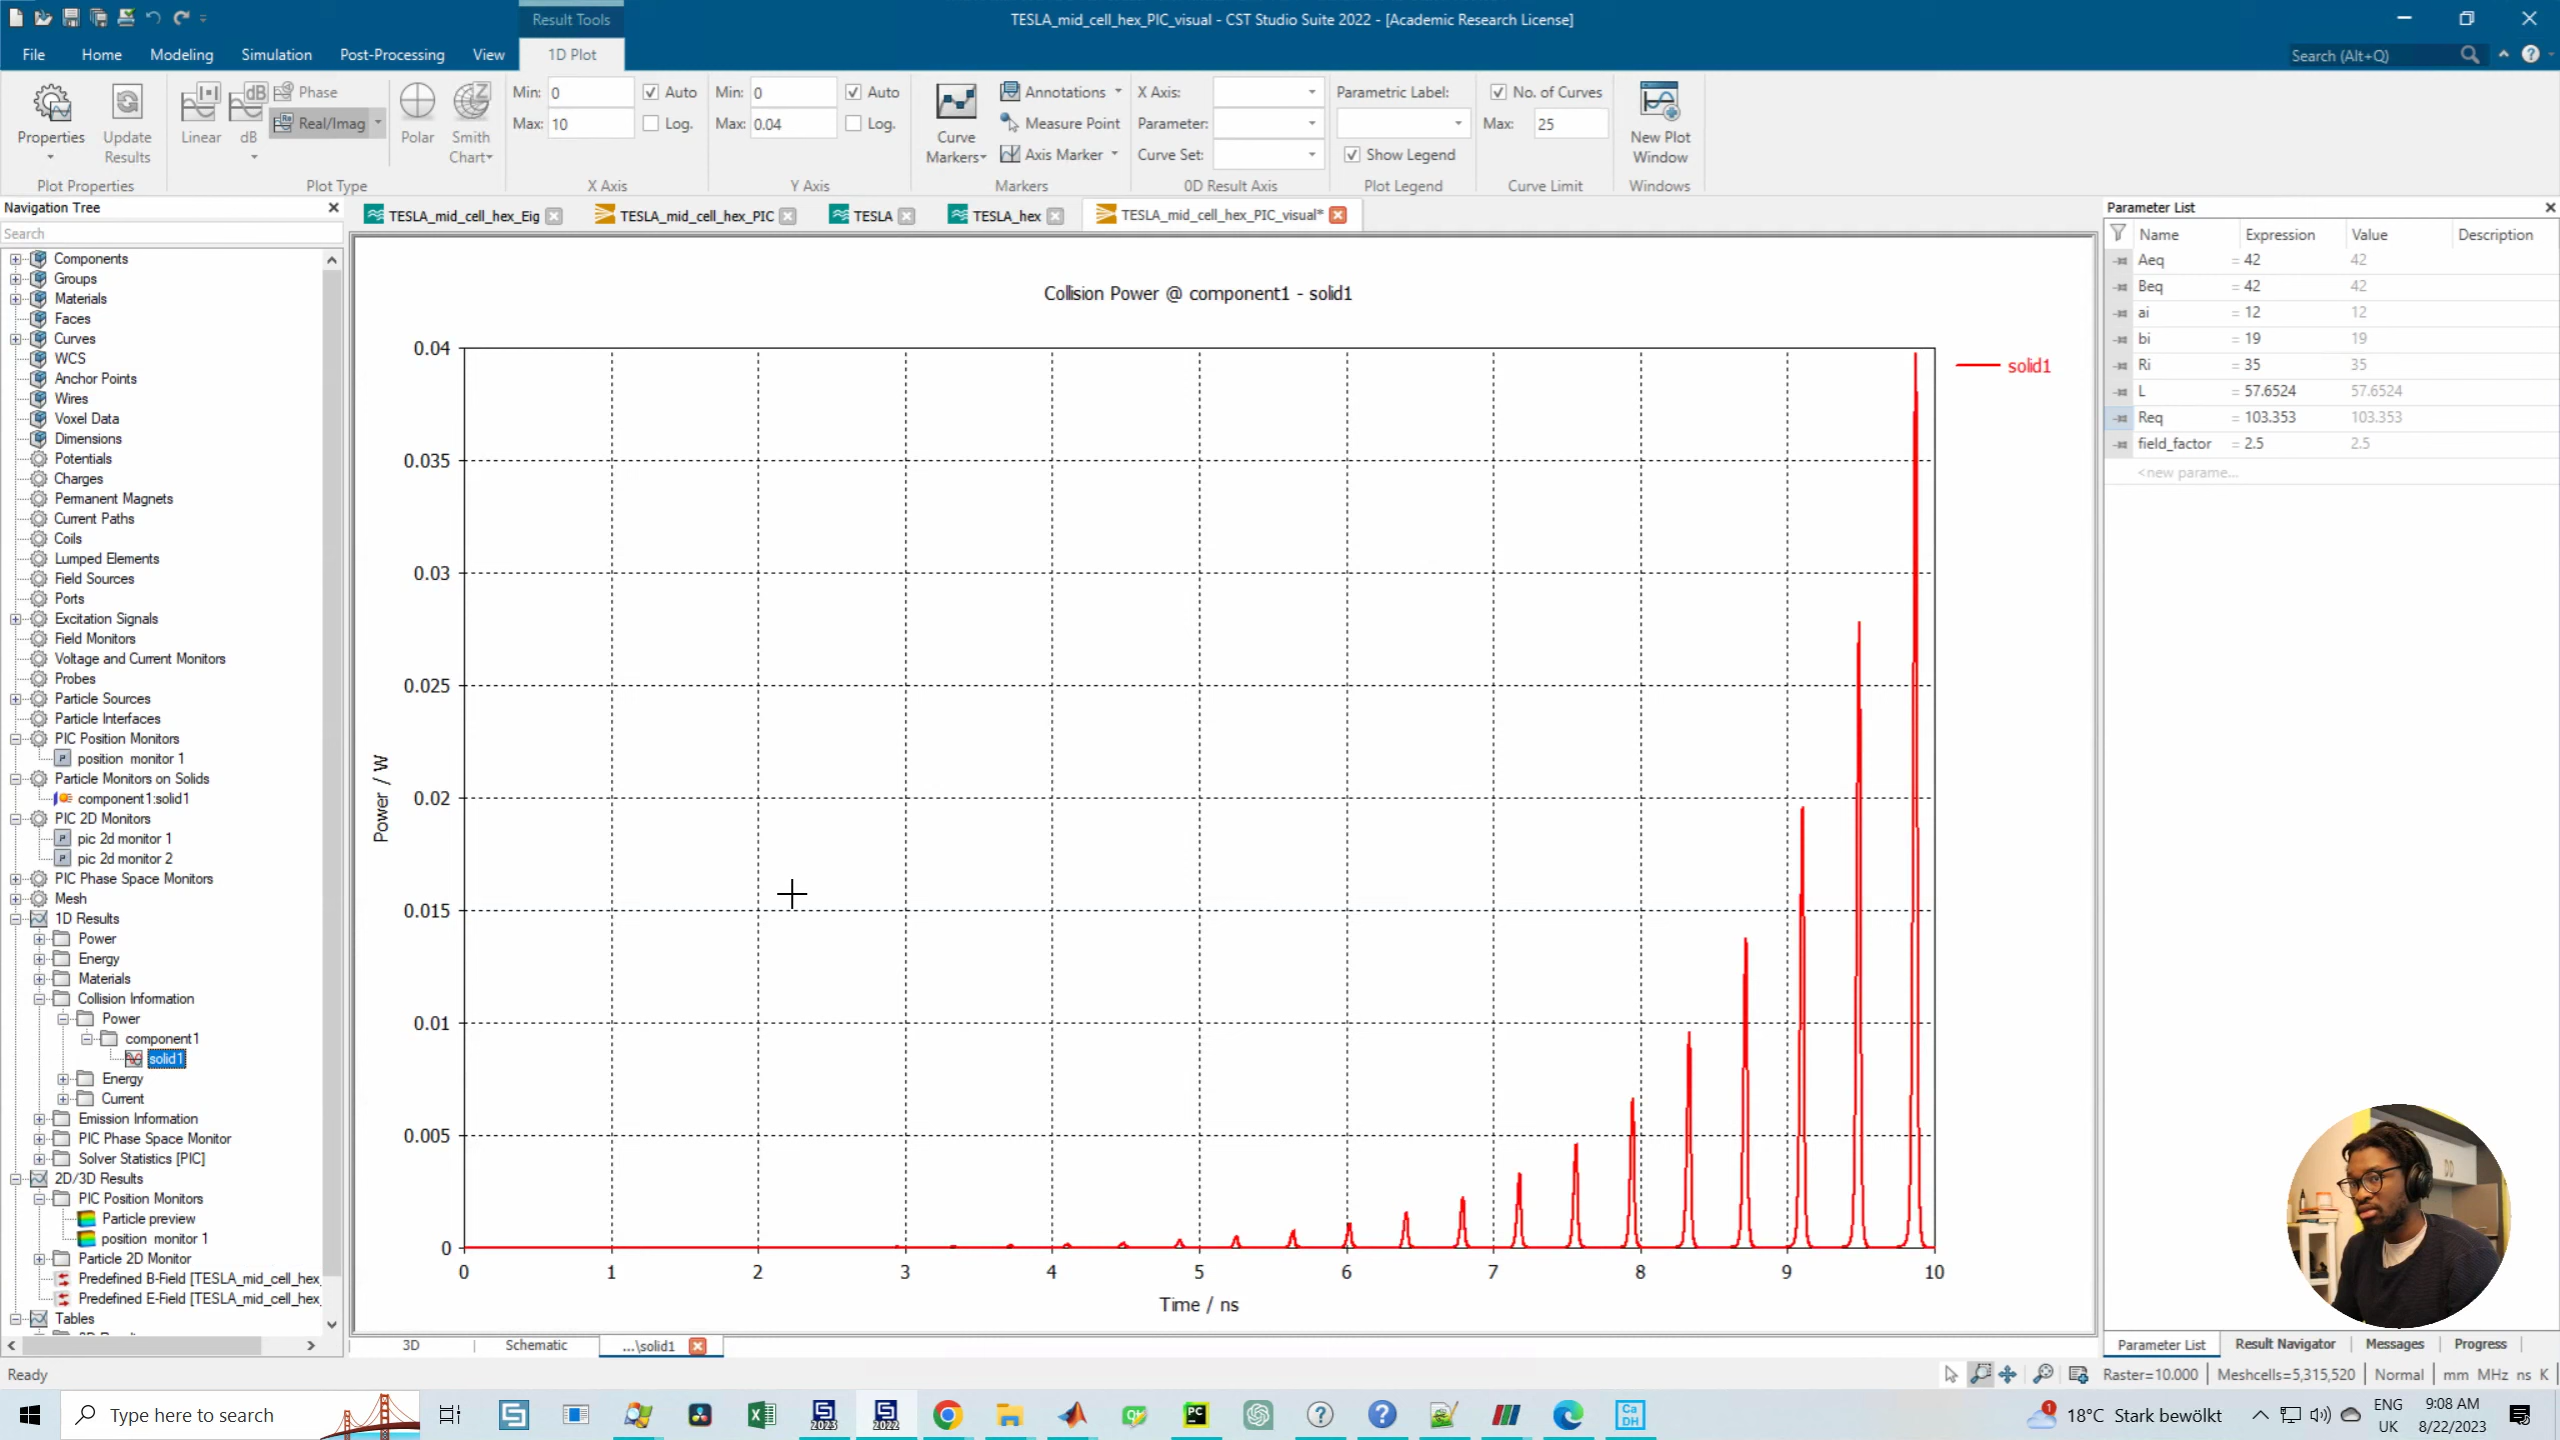 Result Tools
TESLA_mid_cell_hex_PIC_visual - CST Studio Suite 2022 - [Academic Research License]
File Home Modeling Simulation Post-Processing View 1D Plot
Search (Alt+Q)
Properties
Update Results
Linear
dB
Phase
Real/Imag
Polar
Smith Chart
Min: 0 Auto
Max: 10 Log.
Min: 0 Auto
Max: 0.04 Log.
Curve Markers
Annotations
Measure Point
Axis Marker
X Axis:
Parameter:
Curve Set:
Parametric Label:
Show Legend
No. of Curves
Max: 25
New Plot Window
Plot Properties Plot Type X Axis Y Axis Markers 0D Result Axis Plot Legend Curve Limit Windows
Navigation Tree
Search
Components
Groups
Materials
Faces
Curves
WCS
Anchor Points
Wires
Voxel Data
Dimensions
Potentials
Charges
Permanent Magnets
Current Paths
Coils
Lumped Elements
Field Sources
Ports
Excitation Signals
Field Monitors
Voltage and Current Monitors
Probes
Particle Sources
Particle Interfaces
PIC Position Monitors
position monitor 1
Particle Monitors on Solids
component1:solid1
PIC 2D Monitors
pic 2d monitor 1
pic 2d monitor 2
PIC Phase Space Monitors
Mesh
1D Results
Power
Energy
Materials
Collision Information
Power
component1
solid1
Energy
Current
Emission Information
PIC Phase Space Monitor
Solver Statistics [PIC]
2D/3D Results
PIC Position Monitors
Particle preview
position monitor 1
Particle 2D Monitor
Predefined B-Field [TESLA_mid_cell_hex_
Predefined E-Field [TESLA_mid_cell_hex_
Tables
TESLA_mid_cell_hex_Eig TESLA_mid_cell_hex_PIC TESLA TESLA_hex TESLA_mid_cell_hex_PIC_visual*
Collision Power @ component1 - solid1
solid1
0.04
0.035
0.03
0.025
0.02
0.015
0.01
0.005
0
Power / W
0 1 2 3 4 5 6 7 8 9 10
Time / ns
3D Schematic ...\solid1
Parameter List
Name Expression Value Description
Aeq = 42 42
Beq = 42 42
ai = 12 12
bi = 19 19
Ri = 35 35
L = 57.6524 57.6524
Req = 103.353 103.353
field_factor = 2.5 2.5
<new parame...
Parameter List Result Navigator Messages Progress
Ready
Raster=10.000 Meshcells=5,315,520 Normal mm MHz ns K
Type here to search
2023
2022
18°C Stark bewölkt
ENG
UK
9:08 AM
8/22/2023